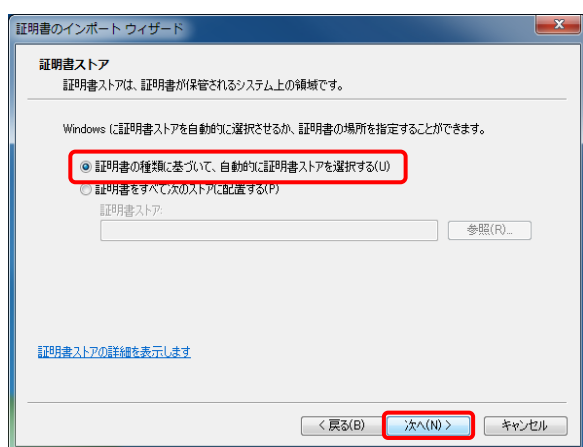 証明書のインポート ウィザード
証明書ストア
証明書ストアは、証明書が保管されるシステム上の領域です。
Windows に証明書ストアを自動的に選択させるか、証明書の場所を指定することができます。
証明書の種類に基づいて、自動的に証明書ストアを選択する(U)
証明書をすべて次のストアに配置する(P)
証明書ストア:
参照(R)...
証明書ストアの詳細を表示します
< 戻る(B)
次へ(N) >
キャンセル